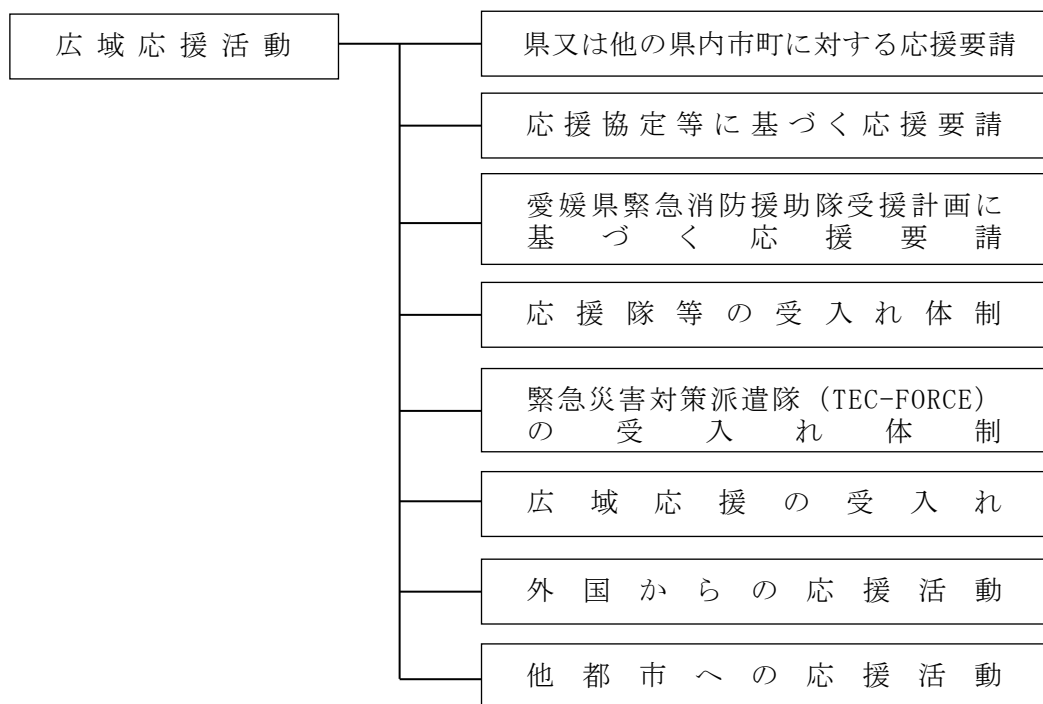 広域応援活動
県又は他の県内市町に対する応援要請
応援協定等に基づく応援要請
愛媛県緊急消防援助隊受援計画に
基づく応援要請
応援隊等の受入れ体制
緊急災害対策派遣隊（TEC-FORCE）
の受入れ体制
広域応援の受入れ
外国からの応援活動
他都市への応援活動